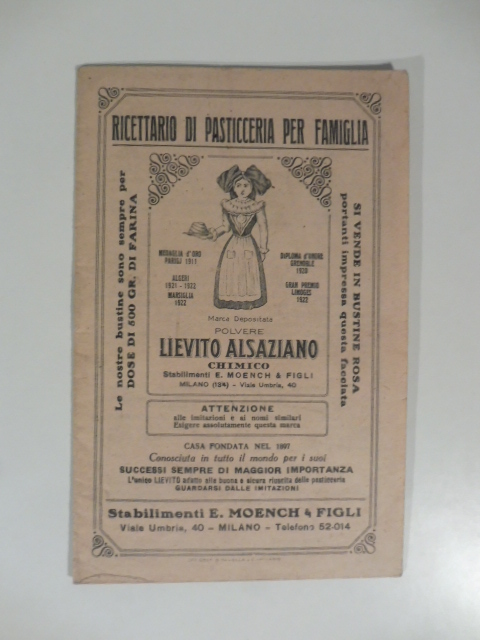 RICETTARIO DI PASTICCERIA PER FAMIGLIA
Le nostre bustine sono sempre per
DOSE DI 500 GR. DI FARINA
MEDAGLIA d'ORO
PARIGI 1911
ALGERI
1921 - 1922
MARSIGLIA
1922
DIPLOMA d'ONORE
GRENOBLE
1920
GRAN PREMIO
LIMOGES
1922
SI VENDE IN BUSTINE ROSA
portanti impressa questa facciata
Marca Depositata
POLVERE
LIEVITO ALSAZIANO
CHIMICO
Stabilimenti E. MOENCH & FIGLI
MILANO (124) - Viale Umbria, 40
ATTENZIONE
alle imitazioni e ai nomi similari
Esigere assolutamente questa marca
CASA FONDATA NEL 1897
Conosciuta in tutto il mondo per i suoi
SUCCESSI SEMPRE DI MAGGIOR IMPORTANZA
L'unico LIEVITO adatto alla buona e sicura riuscita delle pasticcerie
GUARDARSI DALLE IMITAZIONI
Stabilimenti E. MOENCH & FIGLI
Viale Umbria, 40 - MILANO - Telefono 52-014